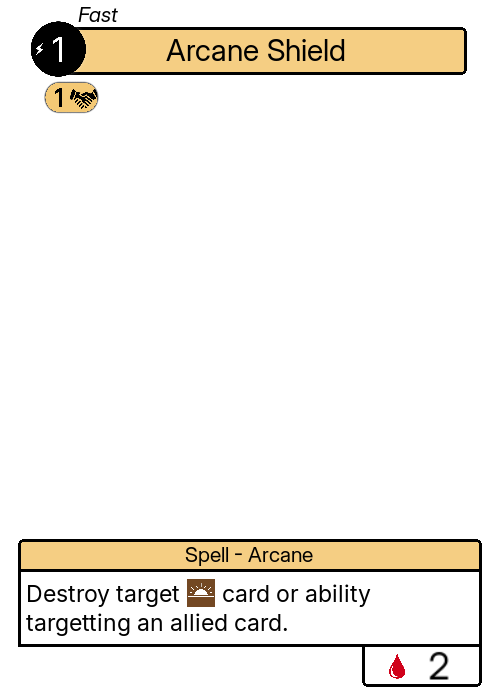 Fast
1
Arcane Shield
1
Spell - Arcane
Destroy target card or ability
targetting an allied card.
2